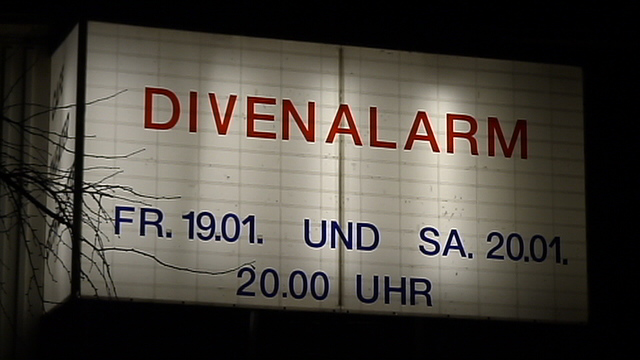 DIVENALARM
FR. 19.01. UND SA. 20.01.
20.00 UHR